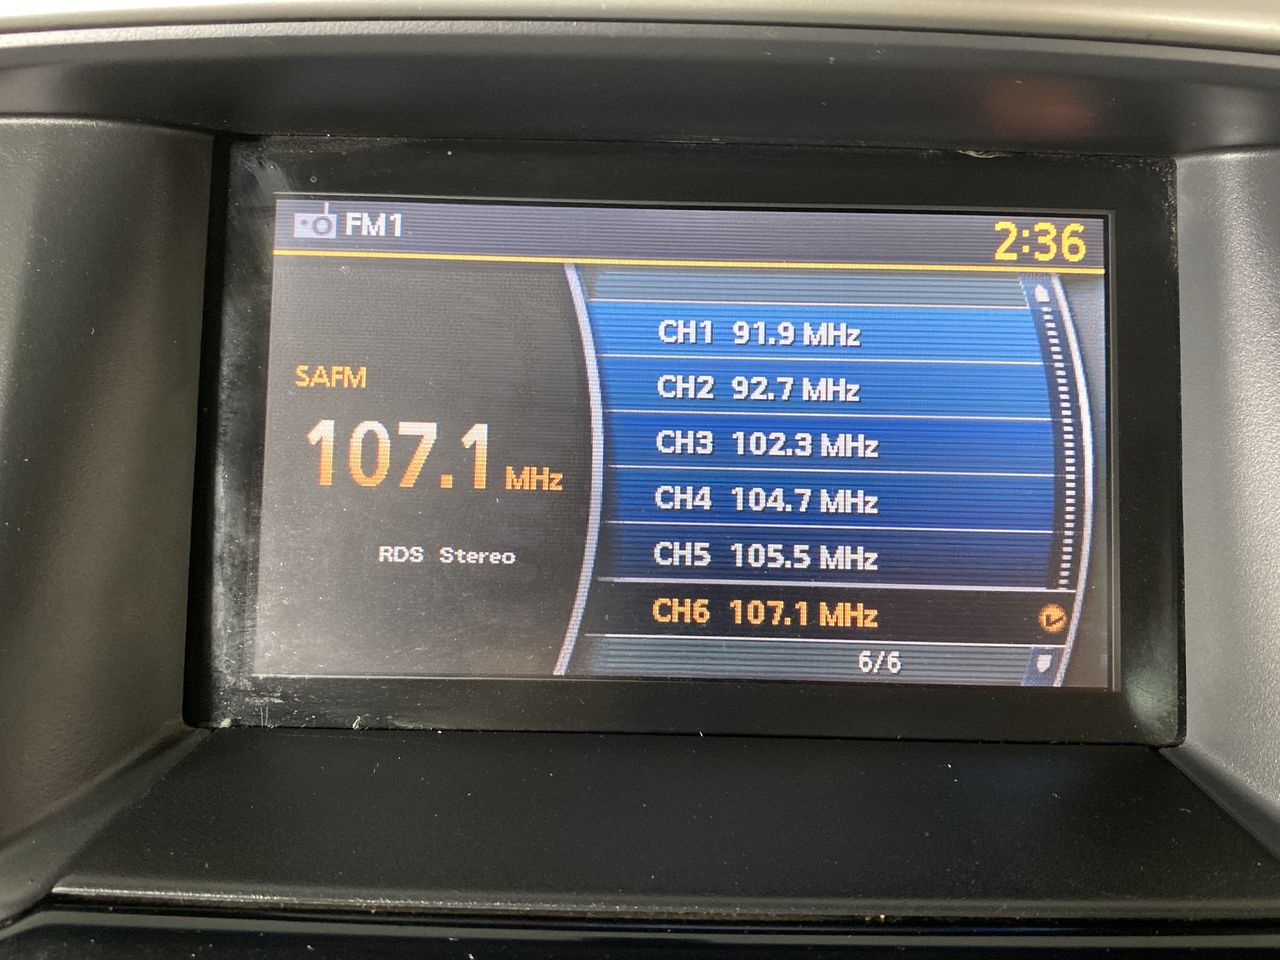 FM1
2:36
SAFM
107.1 MHz
RDS Stereo
CH1 91.9 MHz
CH2 92.7 MHz
CH3 102.3 MHz
CH4 104.7 MHz
CH5 105.5 MHz
CH6 107.1 MHz
6/6